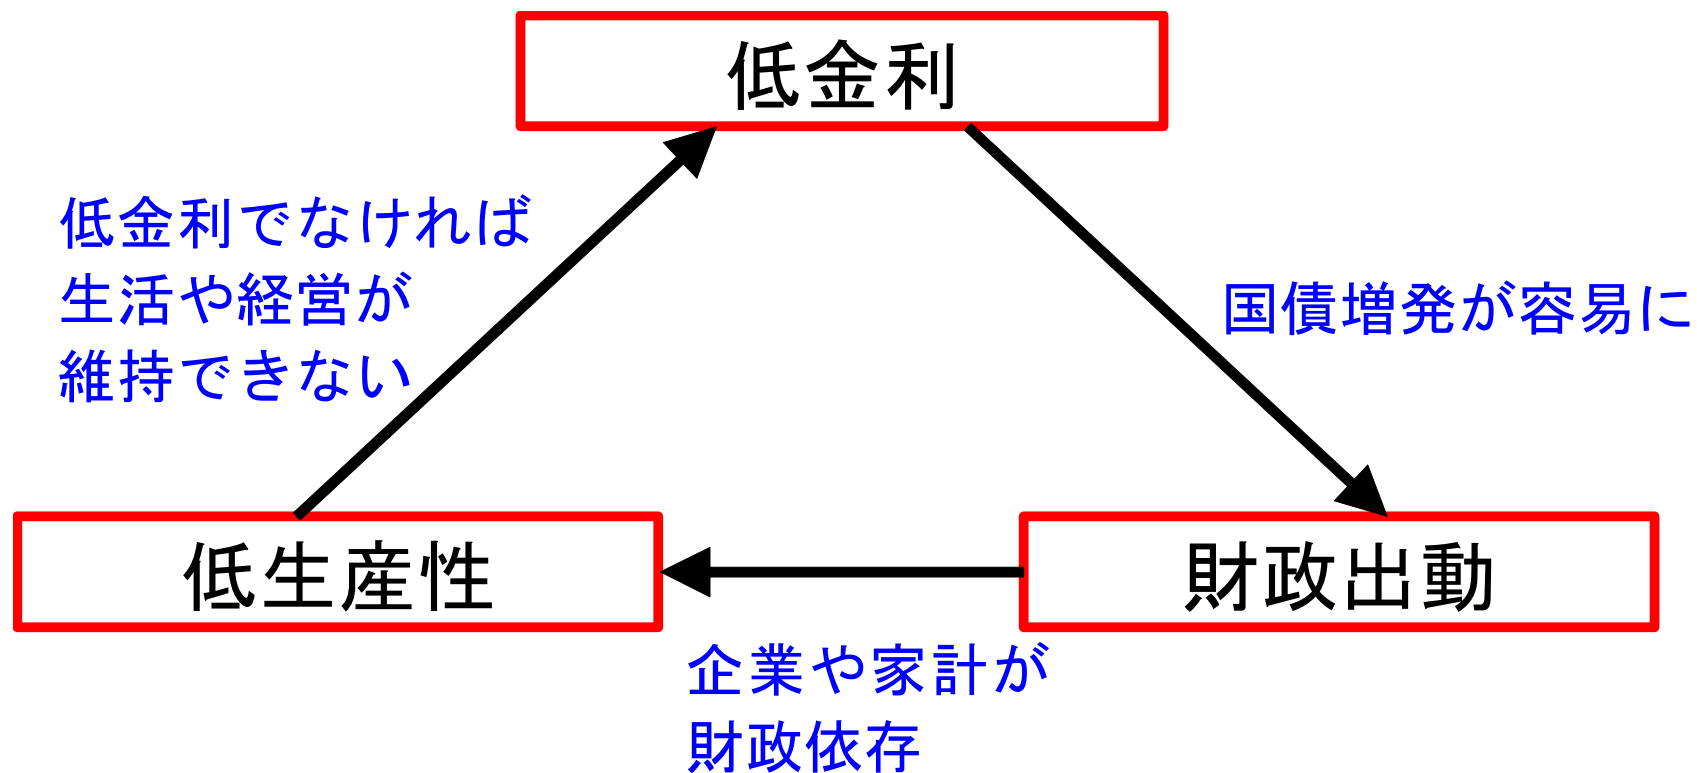 低金利
低金利でなければ
生活や経営が
維持できない
国債増発が容易に
低生産性
財政出動
企業や家計が
財政依存